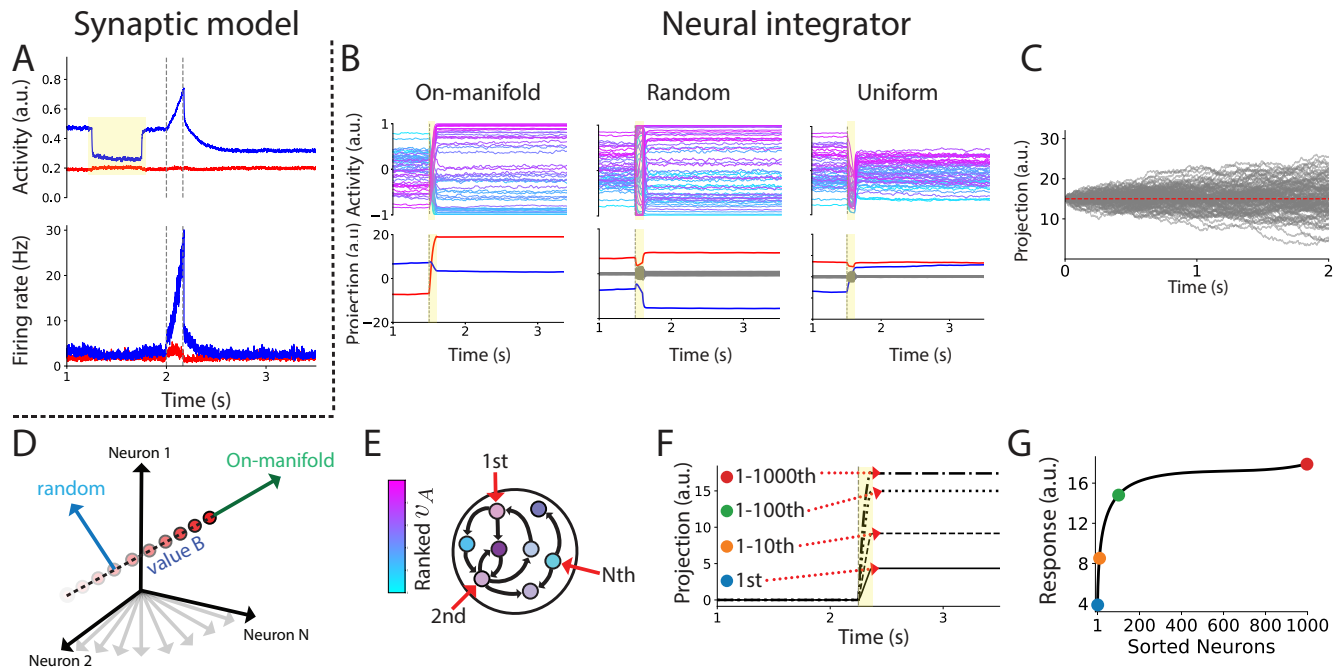 Synaptic model
Neural integrator
A
Activity (a.u.)
0.8
0.6
0.4
0.2
0.0
Firing rate (Hz)
30
20
10
0
1
2
3
Time (s)
B
On-manifold
Random
Uniform
Activity (a.u.)
1
0
−1
Projection (a.u)
20
0
−20
1
2
3
Time (s)
1
2
3
Time (s)
1
2
3
Time (s)
C
Projection (a.u.)
30
20
10
0
1
2
Time (s)
D
Neuron 1
On-manifold
random
value B
Neuron 2
Neuron N
E
1st
Ranked v_A
Nth
2nd
F
Projection (a.u.)
15
10
5
0
1-1000th
1-100th
1-10th
1st
1
2
3
Time (s)
G
Response (a.u.)
16
12
8
4
1
200
400
600
800
1000
Sorted Neurons